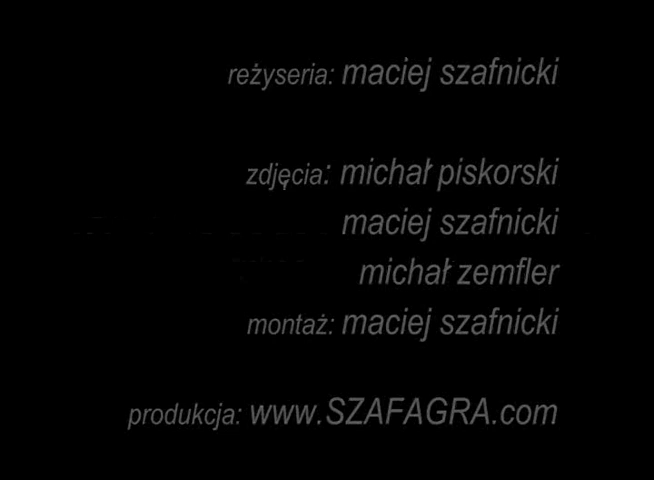 reżyseria: maciej szafnicki
zdjęcia: michał piskorski
maciej szafnicki
michał zemfler
montaż: maciej szafnicki
produkcja: www.SZAFAGRA.com